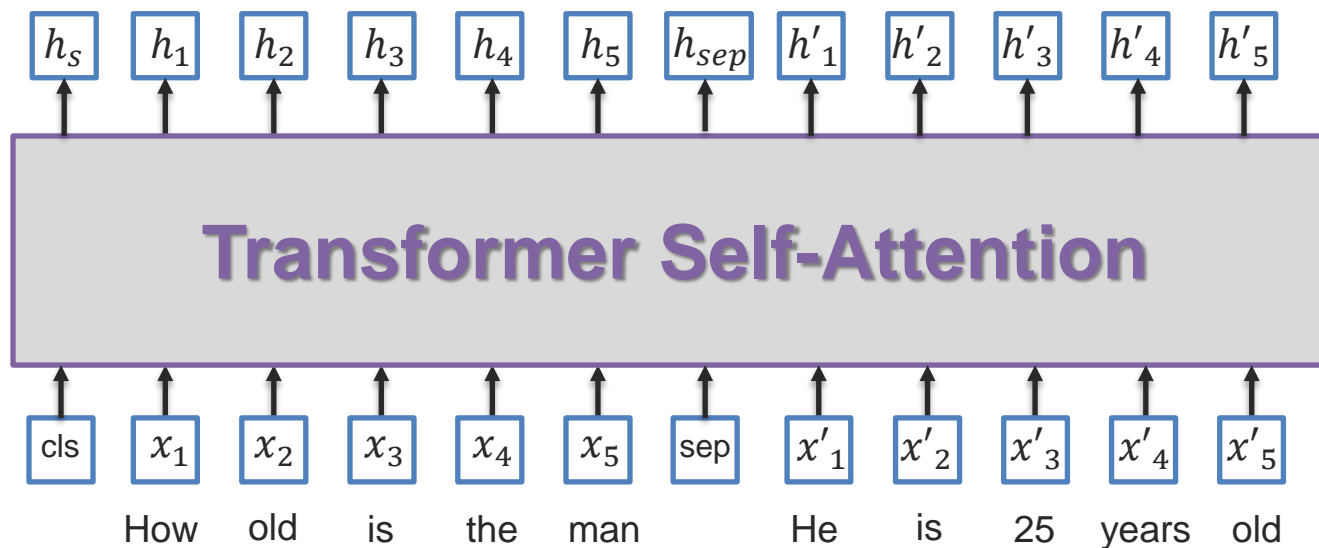 h_s h_1 h_2 h_3 h_4 h_5 h_sep h'_1 h'_2 h'_3 h'_4 h'_5
Transformer Self-Attention
cls x_1 x_2 x_3 x_4 x_5 sep x'_1 x'_2 x'_3 x'_4 x'_5
How old is the man He is 25 years old